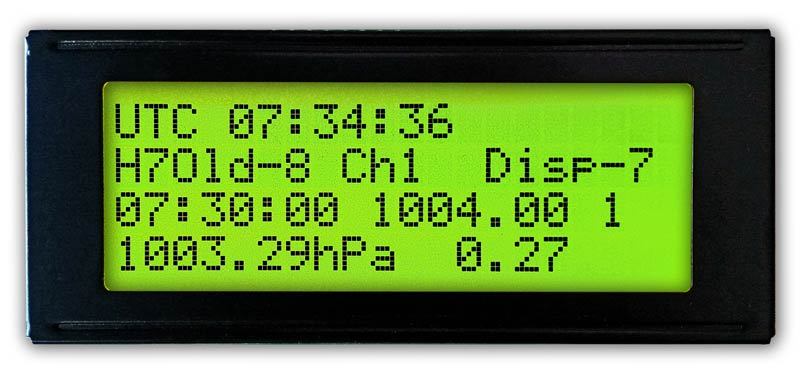 UTC 07:34:36
H7Old-8 Ch1 Disp-7
07:30:00 1004.00 1
1003.29hPa 0.27